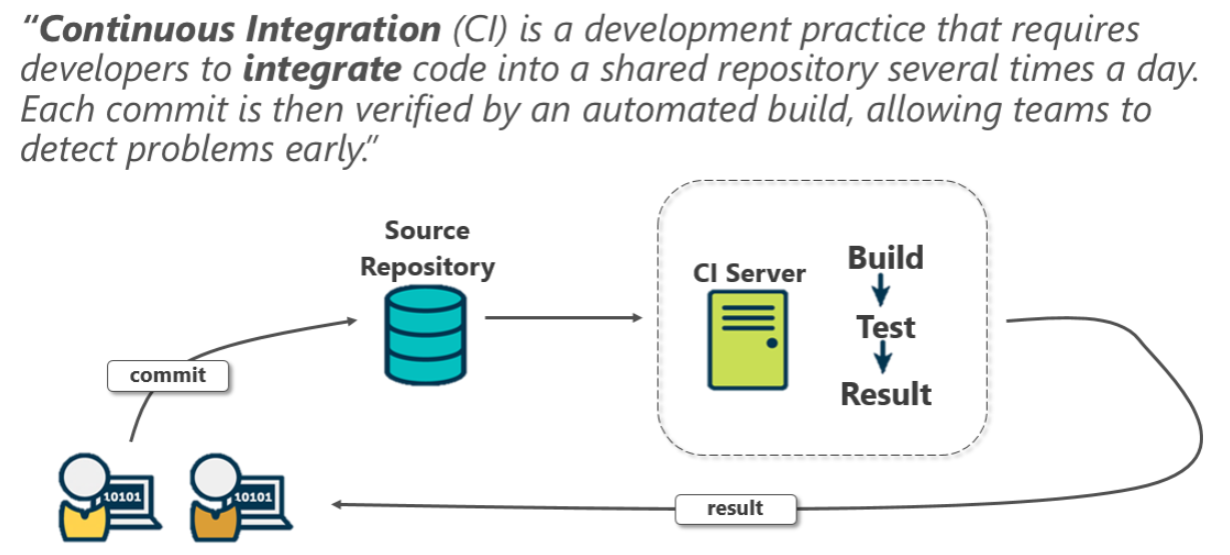 “Continuous Integration (CI) is a development practice that requires
developers to integrate code into a shared repository several times a day.
Each commit is then verified by an automated build, allowing teams to
detect problems early.”
Source
Repository
CI Server
Build
Test
Result
commit
10101
10101
result